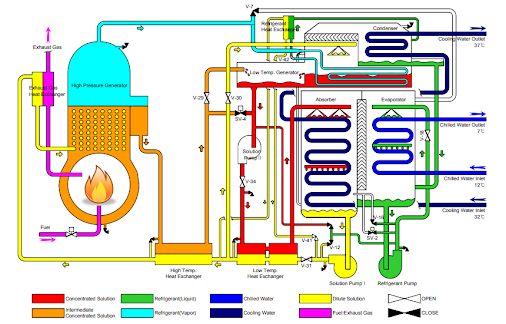 V-7
Exhaust Gas
Refrigerant
Heat Exchanger
Condenser
Cooling Water Outlet
37℃
V-42
High Pressure Generator
Low Temp. Generator
Exhaust Gas
Heat Exchanger
V-29
V-30
SV-4
Absorber
Evaporator
Chilled Water Outlet
7℃
Solution
Pump II
V-34
Chilled Water Inlet
12℃
Cooling Water Inlet
32℃
Fuel
V-16
SV-2
V-41
V-12
V-31
High Temp.
Heat Exchanger
Low Temp.
Heat Exchanger
Solution Pump I
Refrigerant Pump
Concentrated Solution
Refrigerant(Liquid)
Chilled Water
Dilute Solution
OPEN
Intermediate
Concentrated Solution
Refrigerant(Vapor)
Cooling Water
Fuel·Exhaust Gas
CLOSE